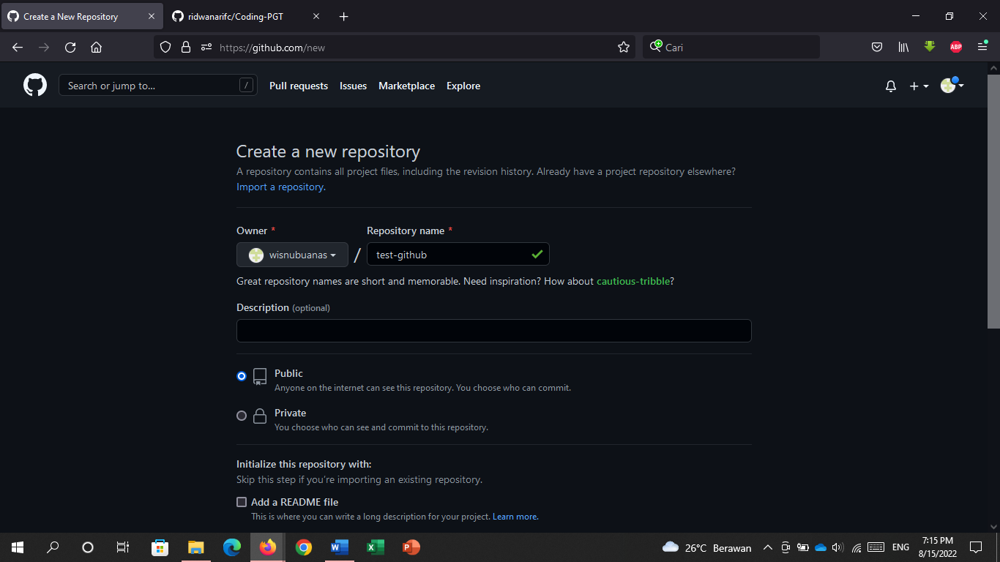 Create a New Repository
ridwanarifc/Coding-PGT
https://github.com/new
Cari
ABP
Search or jump to...
/
Pull requests
Issues
Marketplace
Explore
Create a new repository
A repository contains all project files, including the revision history. Already have a project repository elsewhere?
Import a repository.
Owner *
Repository name *
wisnubuanas
/
test-github
Great repository names are short and memorable. Need inspiration? How about cautious-tribble?
Description (optional)
Public
Anyone on the internet can see this repository. You choose who can commit.
Private
You choose who can see and commit to this repository.
Initialize this repository with:
Skip this step if you're importing an existing repository.
Add a README file
This is where you can write a long description for your project. Learn more.
26°C Berawan
ENG
7:15 PM
8/15/2022